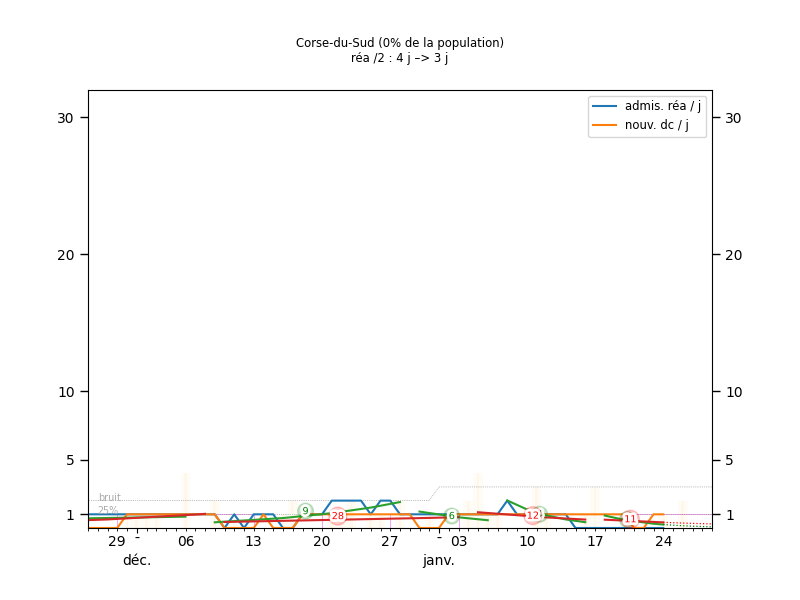 Corse-du-Sud (0% de la population)
réa /2 : 4 j –> 3 j
admis. réa / j
nouv. dc / j
30 30
20 20
10 10
5 5
bruit
25%
1 1
9 28 6 12 11
29 - 06 13 20 27 - 03 10 17 24
déc. janv.